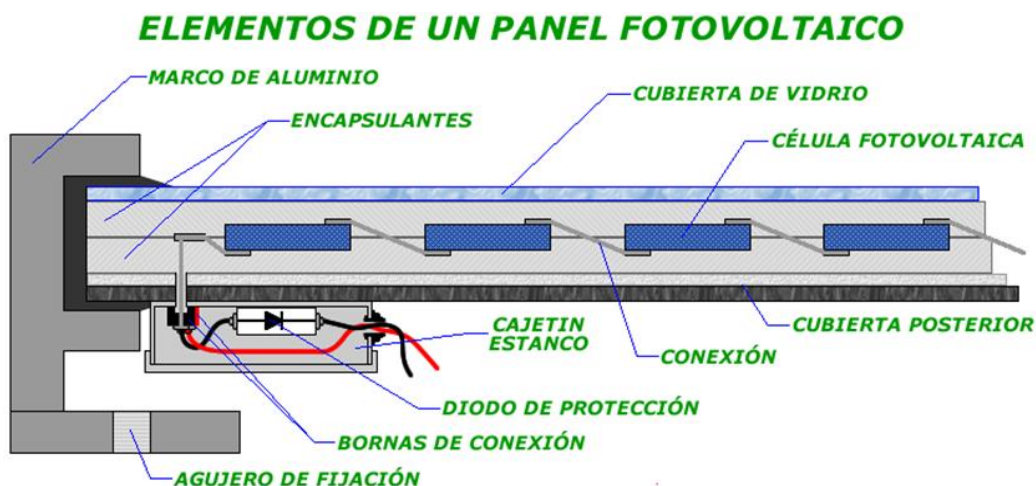 ELEMENTOS DE UN PANEL FOTOVOLTAICO
MARCO DE ALUMINIO
CUBIERTA DE VIDRIO
ENCAPSULANTES
CÉLULA FOTOVOLTAICA
CAJETIN
ESTANCO
CUBIERTA POSTERIOR
CONEXIÓN
DIODO DE PROTECCIÓN
BORNAS DE CONEXIÓN
AGUJERO DE FIJACIÓN